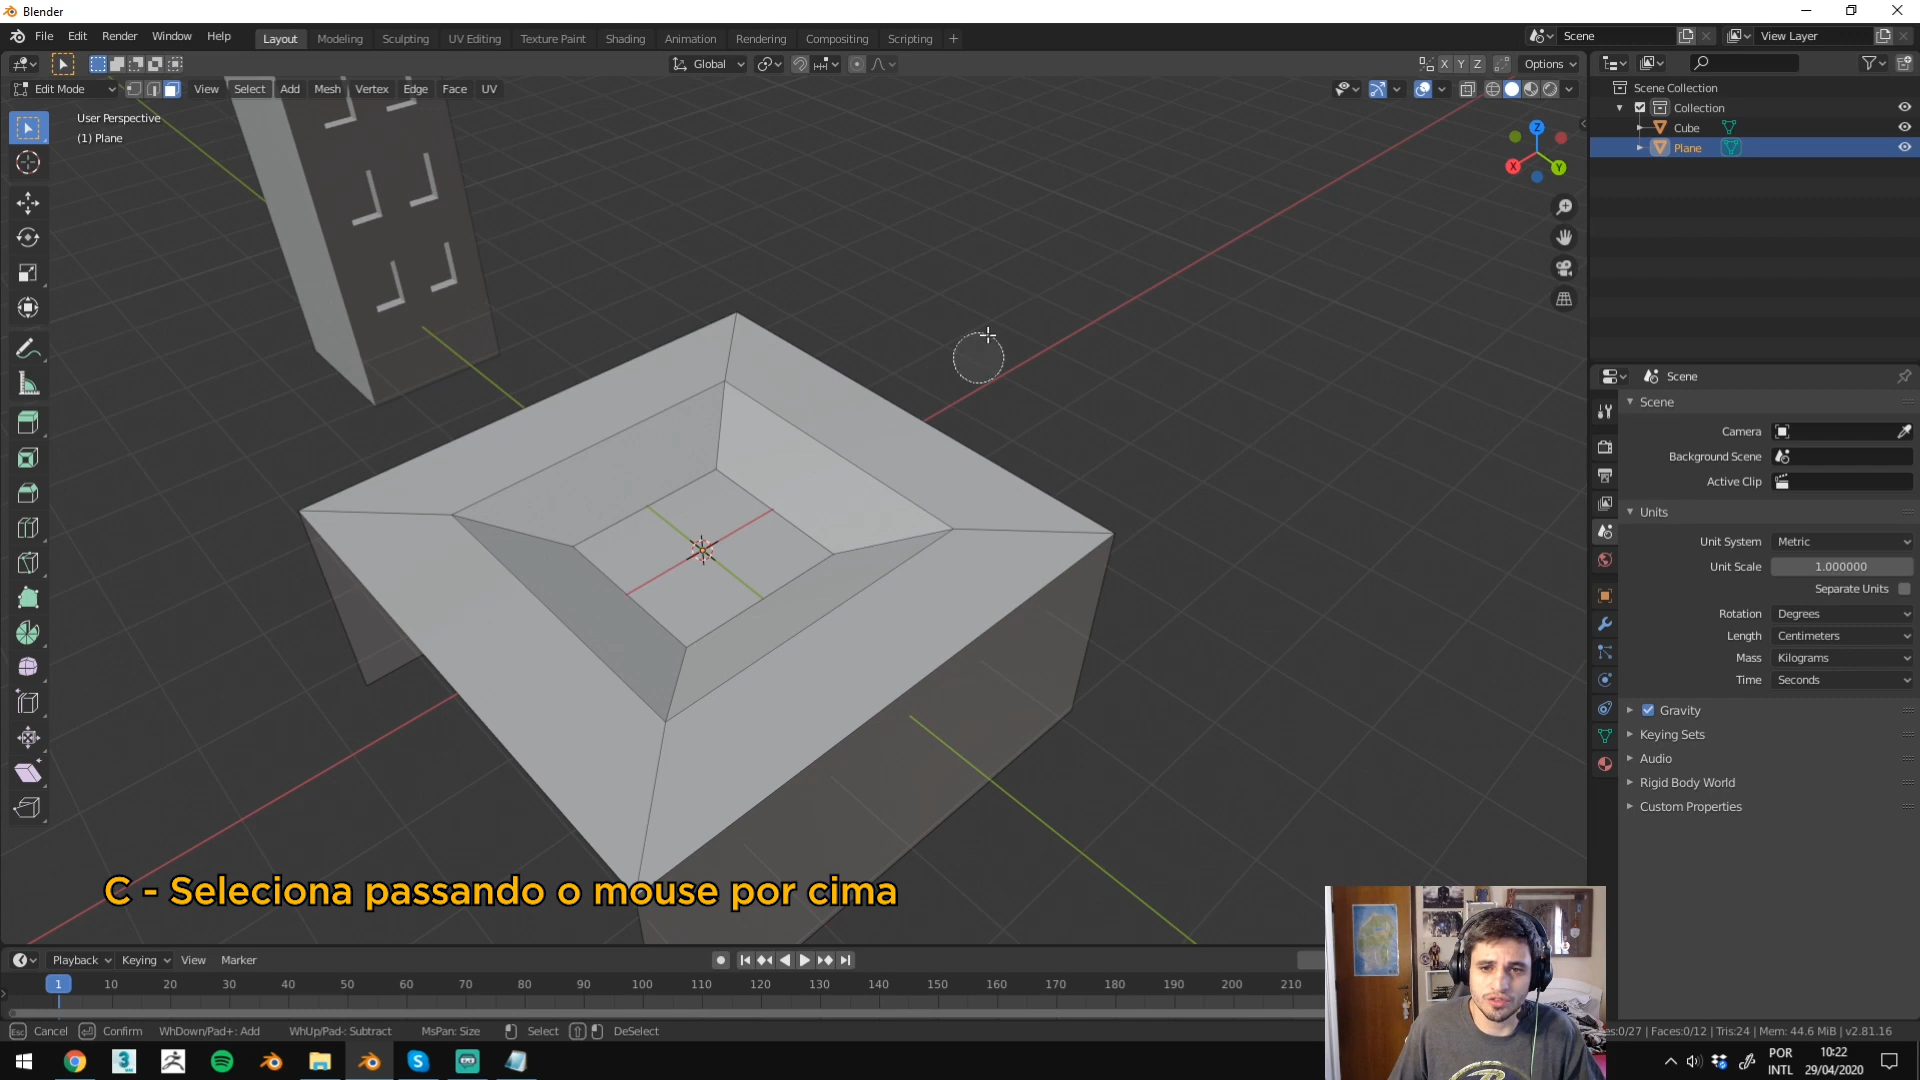 Blender
File Edit Render Window Help
Layout Modeling Sculpting UV Editing Texture Paint Shading Animation Rendering Compositing Scripting +
Scene
View Layer
Global
X Y Z
Options
Edit Mode
View Select Add Mesh Vertex Edge Face UV
User Perspective
(1) Plane
Z
X
Y
Scene Collection
Collection
Cube
Plane
Scene
Scene
Camera
Background Scene
Active Clip
Units
Unit System Metric
Unit Scale 1.000000
Separate Units
Rotation Degrees
Length Centimeters
Mass Kilograms
Time Seconds
Gravity
Keying Sets
Audio
Rigid Body World
Custom Properties
C - Seleciona passando o mouse por cima
Playback Keying View Marker
1 10 20 30 40 50 60 70 80 90 100 110 120 130 140 150 160 170 180 190 200 210
Esc Cancel Confirm WhDown/Pad+: Add WhUp/Pad-: Subtract MsPan: Size Select DeSelect
es:0/27 | Faces:0/12 | Tris:24 | Mem: 44.6 MiB | v2.81.16
POR
INTL
10:22
29/04/2020